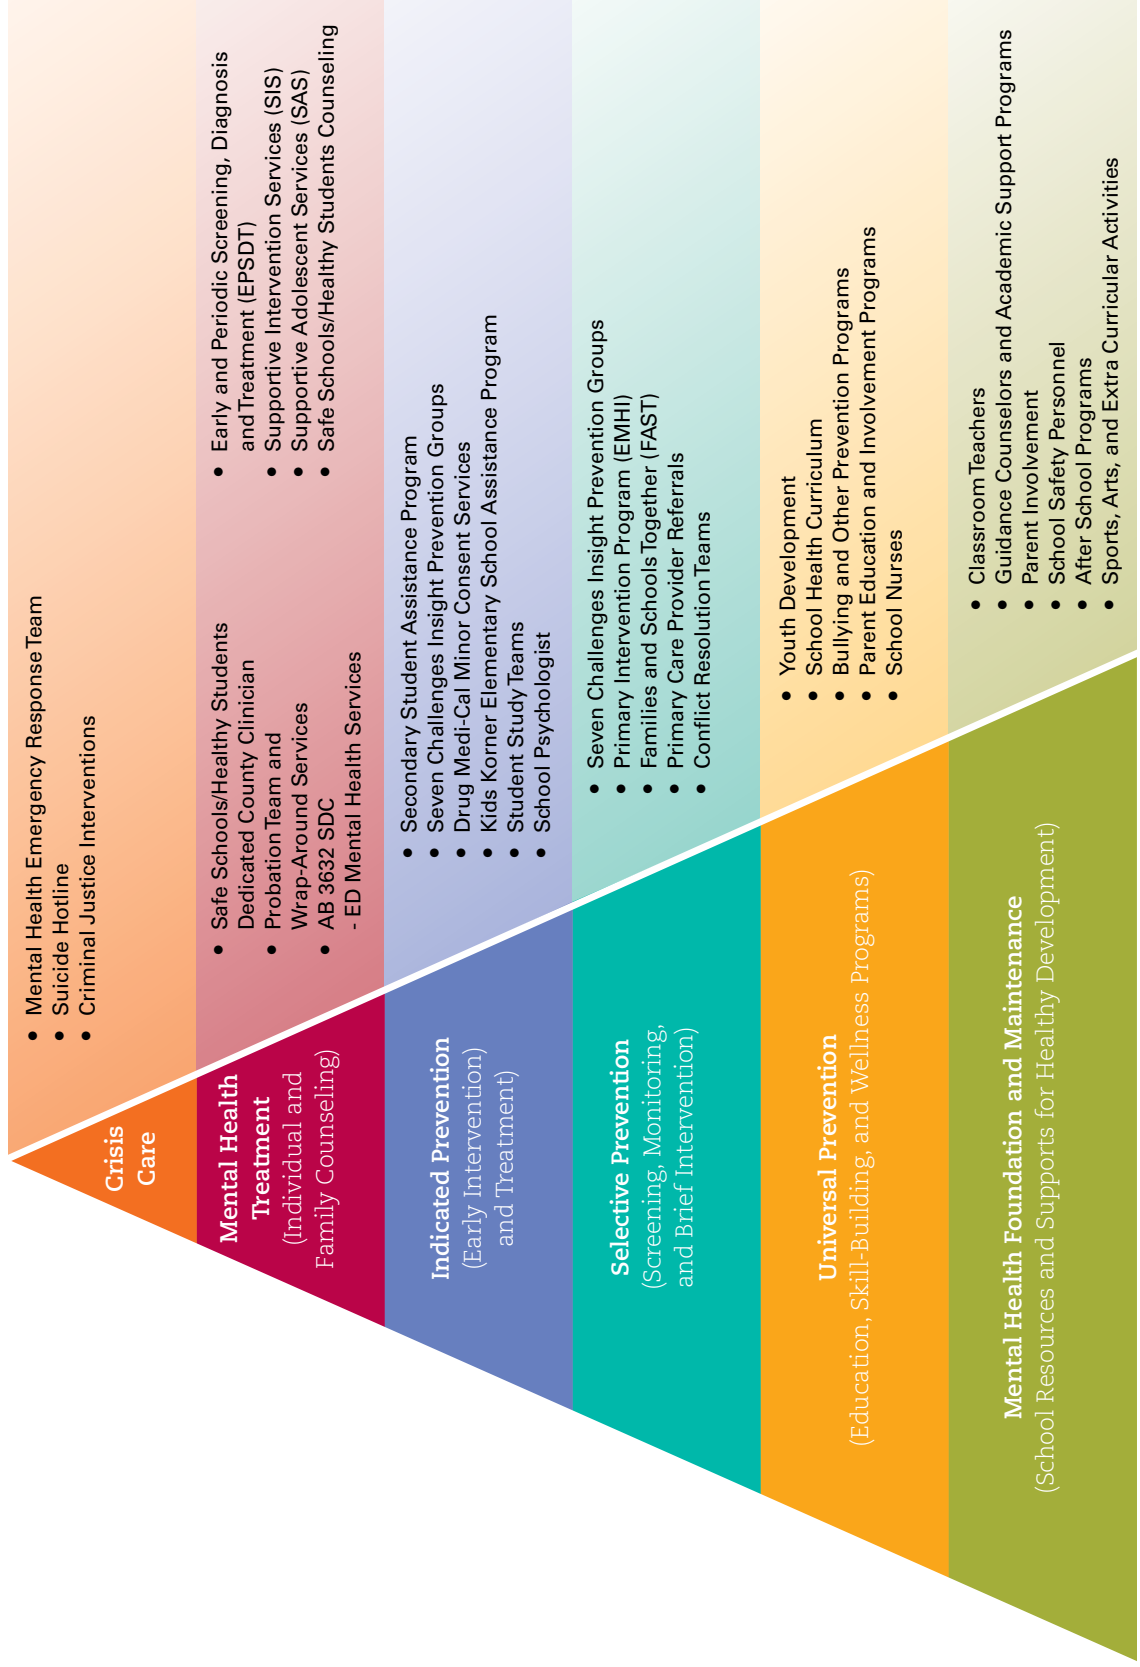 Crisis
Care
• Mental Health Emergency Response Team
• Suicide Hotline
• Criminal Justice Interventions
Mental Health
Treatment
(Individual and
Family Counseling)
• Safe Schools/Healthy Students
Dedicated County Clinician
• Probation Team and
Wrap-Around Services
• AB 3632 SDC
- ED Mental Health Services
• Early and Periodic Screening, Diagnosis
and Treatment (EPSDT)
• Supportive Intervention Services (SIS)
• Supportive Adolescent Services (SAS)
• Safe Schools/Healthy Students Counseling
Indicated Prevention
(Early Intervention)
and Treatment)
• Secondary Student Assistance Program
• Seven Challenges Insight Prevention Groups
• Drug Medi-Cal Minor Consent Services
• Kids Korner Elementary School Assistance Program
• Student Study Teams
• School Psychologist
Selective Prevention
(Screening, Monitoring,
and Brief Intervention)
• Seven Challenges Insight Prevention Groups
• Primary Intervention Program (EMHI)
• Families and Schools Together (FAST)
• Primary Care Provider Referrals
• Conflict Resolution Teams
Universal Prevention
(Education, Skill-Building, and Wellness Programs)
• Youth Development
• School Health Curriculum
• Bullying and Other Prevention Programs
• Parent Education and Involvement Programs
• School Nurses
Mental Health Foundation and Maintenance
(School Resources and Supports for Healthy Development)
• Classroom Teachers
• Guidance Counselors and Academic Support Programs
• Parent Involvement
• School Safety Personnel
• After School Programs
• Sports, Arts, and Extra Curricular Activities